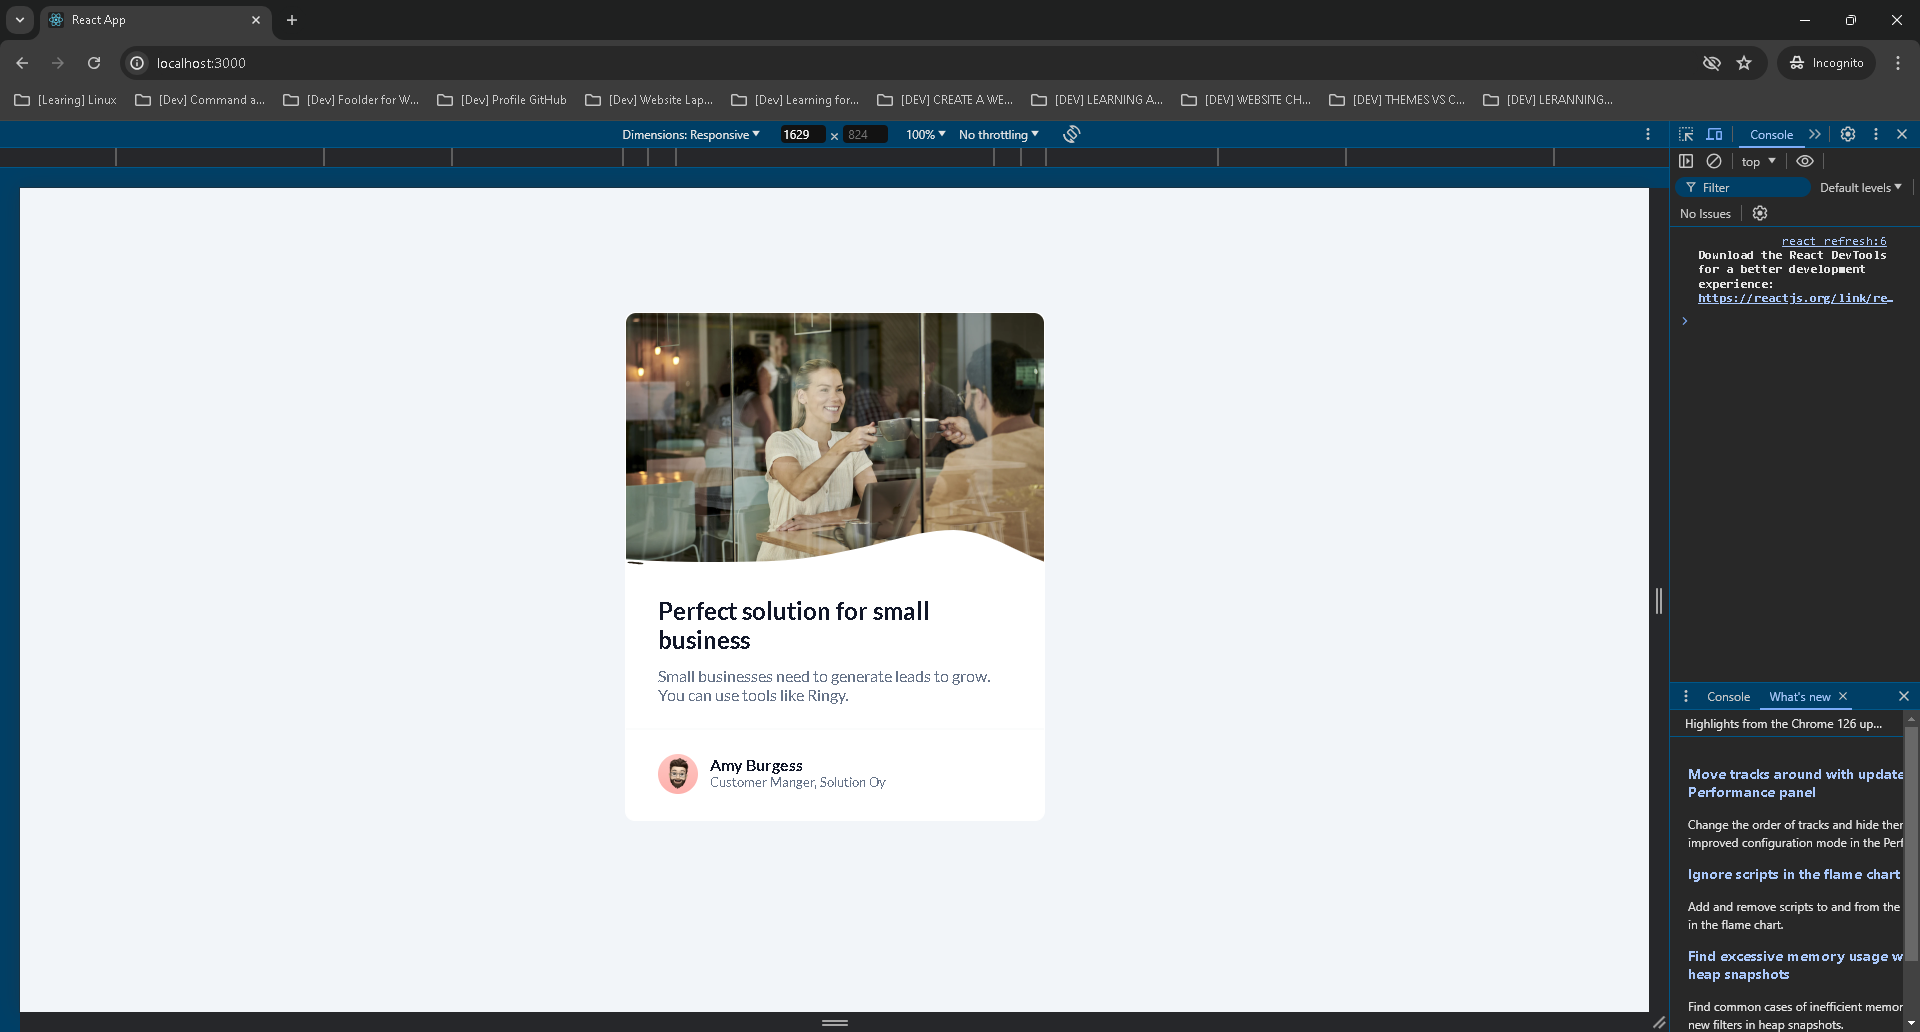 React App
localhost:3000
Incognito
[Learing] Linux
[Dev] Command a...
[Dev] Foolder for W...
[Dev] Profile GitHub
[Dev] Website Lap...
[Dev] Learning for...
[DEV] CREATE A WE...
[DEV] LEARNING A...
[DEV] WEBSITE CH...
[DEV] THEMES VS C...
[DEV] LERANNING...
Dimensions: Responsive
1629 × 824
100%
No throttling
Console
top
Filter
Default levels
No Issues
react refresh:6
Download the React DevTools
for a better development
experience:
https://reactjs.org/link/re…
Perfect solution for small
business
Small businesses need to generate leads to grow.
You can use tools like Ringy.
Amy Burgess
Customer Manger, Solution Oy
Console
What's new
Highlights from the Chrome 126 up...
Move tracks around with update
Performance panel
Change the order of tracks and hide ther
improved configuration mode in the Perf
Ignore scripts in the flame chart
Add and remove scripts to and from the
in the flame chart.
Find excessive memory usage w
heap snapshots
Find common cases of inefficient memor
new filters in heap snapshots.